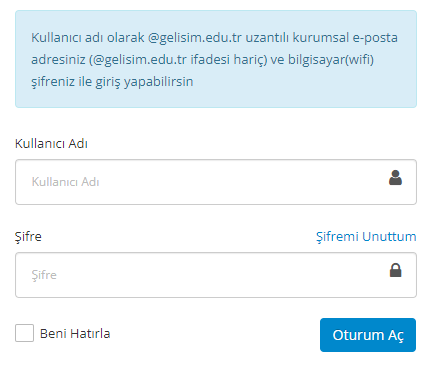 Kullanıcı adı olarak @gelisim.edu.tr uzantılı kurumsal e-posta
adresiniz (@gelisim.edu.tr ifadesi hariç) ve bilgisayar(wifi)
şifreniz ile giriş yapabilirsin
Kullanıcı Adı
Kullanıcı Adı
Şifre Şifremi Unuttum
Şifre
Beni Hatırla Oturum Aç